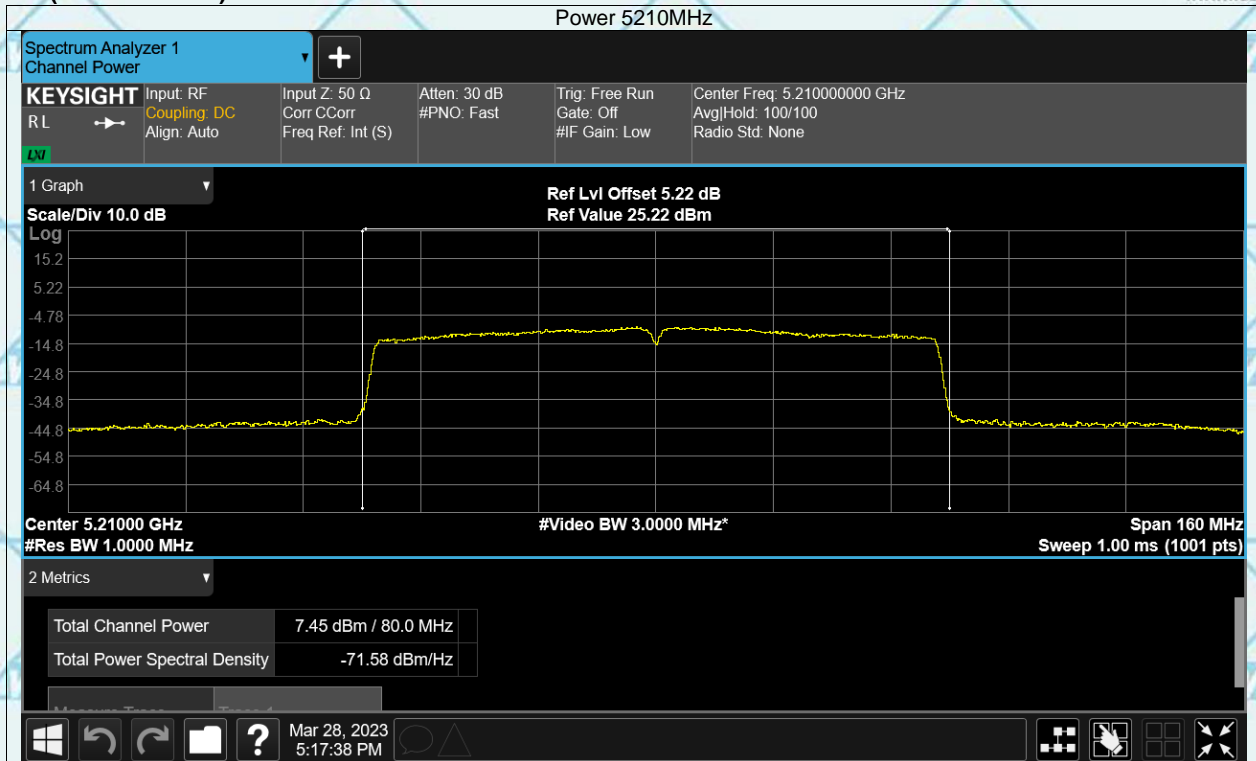 Power 5210MHz
Spectrum Analyzer 1
Channel Power
KEYSIGHT
RL
LXI
Input: RF
Coupling: DC
Align: Auto
Input Z: 50 Ω
Corr CCorr
Freq Ref: Int (S)
Atten: 30 dB
#PNO: Fast
Trig: Free Run
Gate: Off
#IF Gain: Low
Center Freq: 5.210000000 GHz
Avg|Hold: 100/100
Radio Std: None
1 Graph
Scale/Div 10.0 dB
Ref Lvl Offset 5.22 dB
Ref Value 25.22 dBm
Log
15.2
5.22
-4.78
-14.8
-24.8
-34.8
-44.8
-54.8
-64.8
Center 5.21000 GHz
#Video BW 3.0000 MHz*
Span 160 MHz
#Res BW 1.0000 MHz
Sweep 1.00 ms (1001 pts)
2 Metrics
Total Channel Power 7.45 dBm / 80.0 MHz
Total Power Spectral Density -71.58 dBm/Hz
Mar 28, 2023
5:17:38 PM